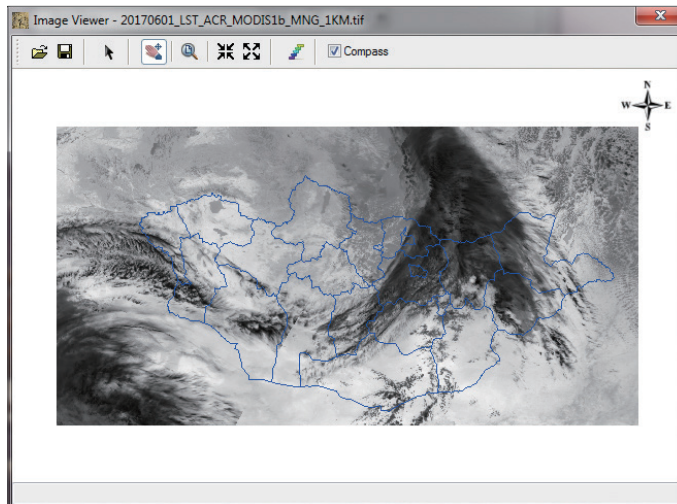 Image Viewer - 20170601_LST_ACR_MODIS1b_MNG_1KM.tif
Compass
N
W E
S